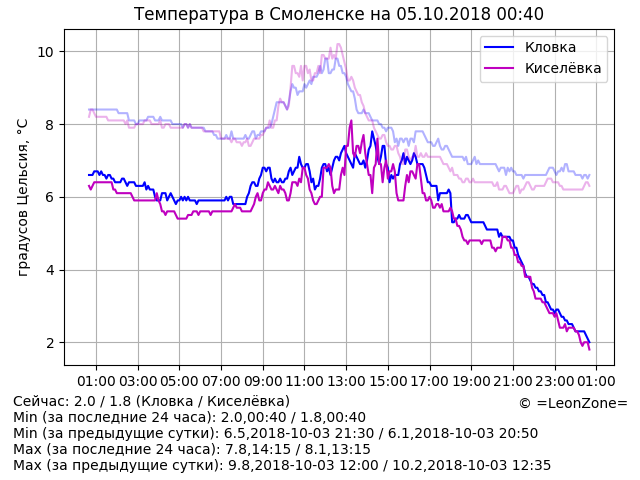 Температура в Смоленске на 05.10.2018 00:40
градусов Цельсия, °C
10
8
6
4
2
Кловка
Киселёвка
01:00 03:00 05:00 07:00 09:00 11:00 13:00 15:00 17:00 19:00 21:00 23:00 01:00
Сейчас: 2.0 / 1.8 (Кловка / Киселёвка)
© =LeonZone=
Min (за последние 24 часа): 2.0,00:40 / 1.8,00:40
Min (за предыдущие сутки): 6.5,2018-10-03 21:30 / 6.1,2018-10-03 20:50
Max (за последние 24 часа): 7.8,14:15 / 8.1,13:15
Max (за предыдущие сутки): 9.8,2018-10-03 12:00 / 10.2,2018-10-03 12:35